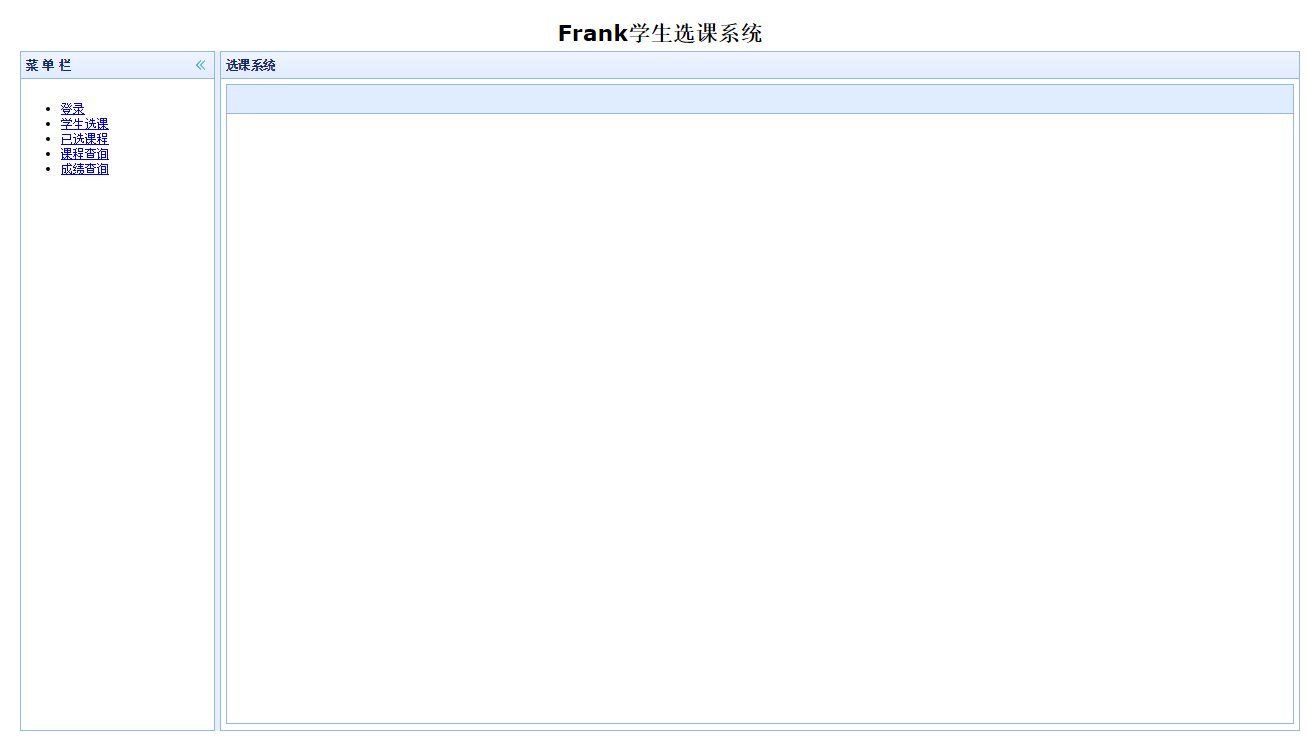 Frank学生选课系统
菜 单 栏
选课系统
登录
学生选课
已选课程
课程查询
成绩查询